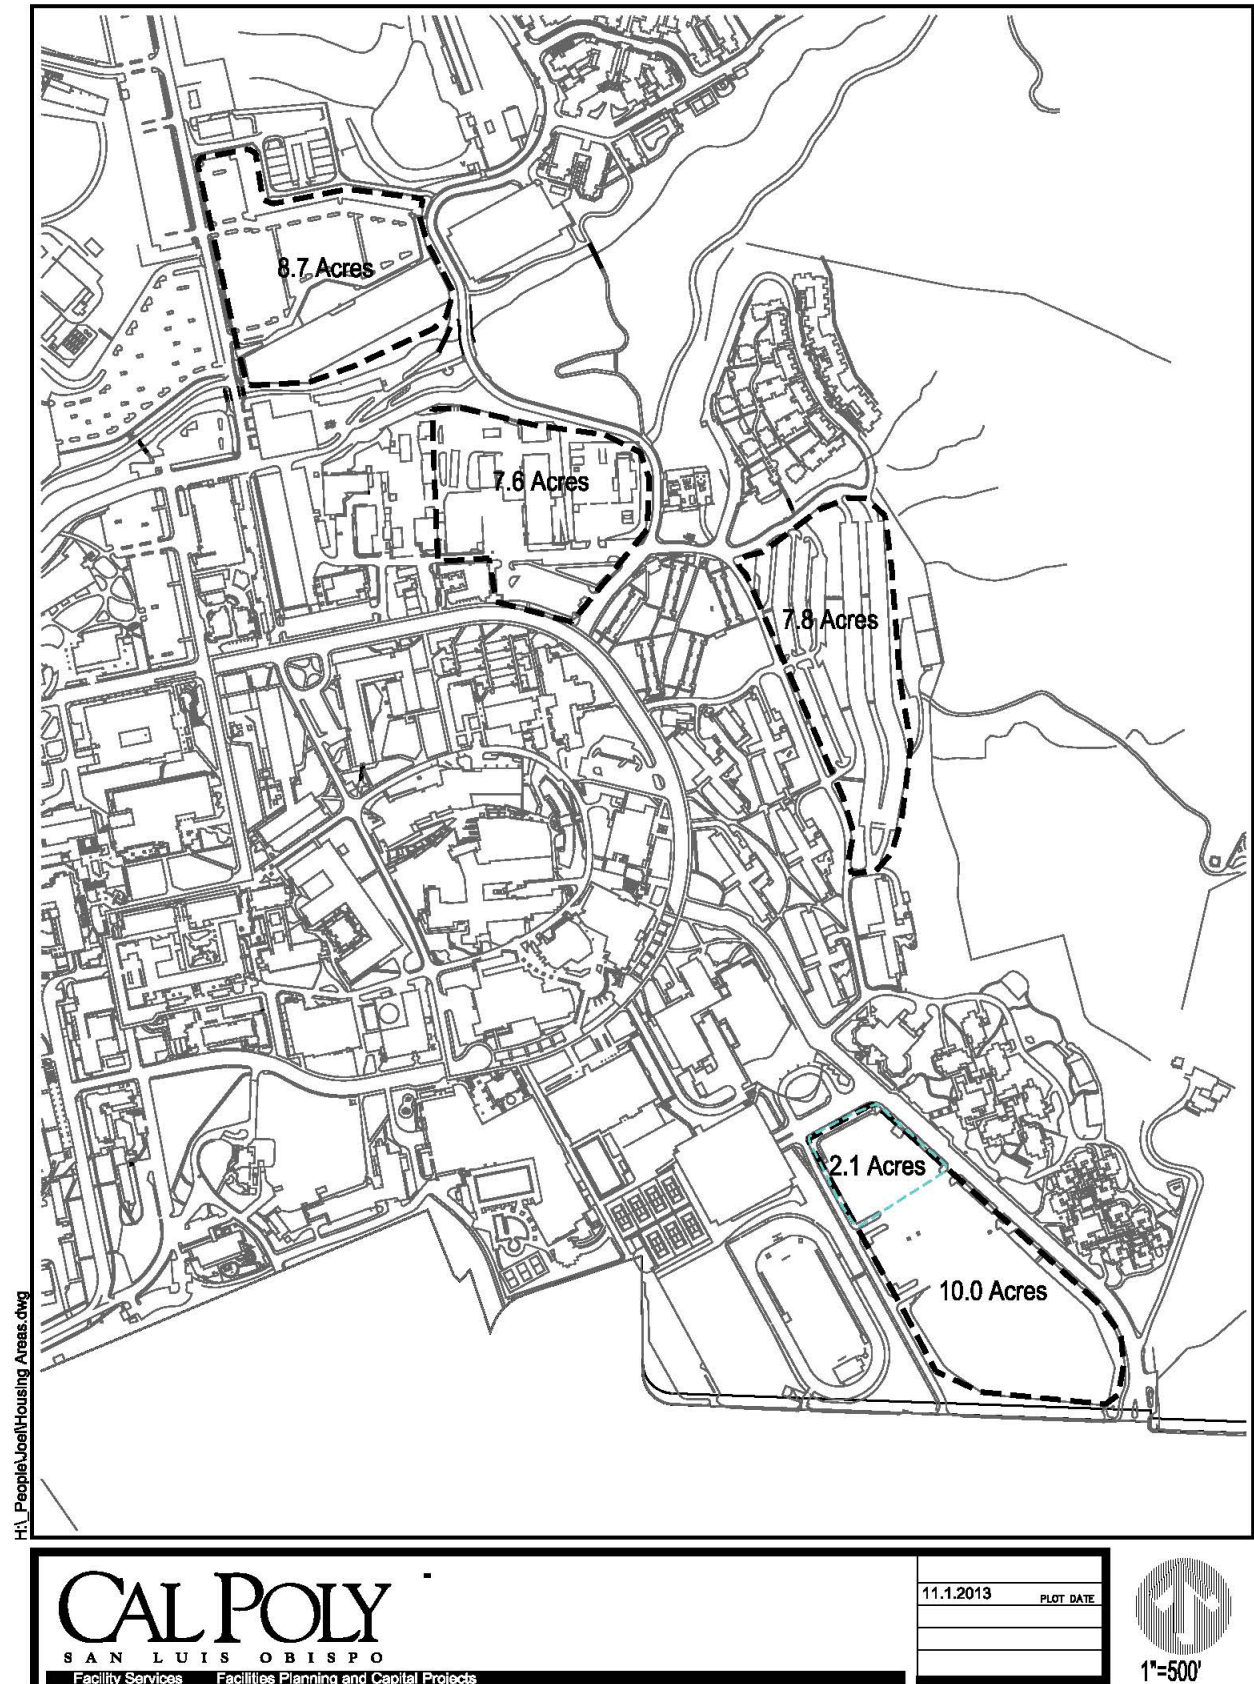 8.7 Acres
7.6 Acres
7.8 Acres
2.1 Acres
10.0 Acres
H:\_People\Joel\Housing Areas.dwg
CAL POLY
SAN LUIS OBISPO
Facility Services Facilities Planning and Capital Projects
11.1.2013 PLOT DATE
1"=500'